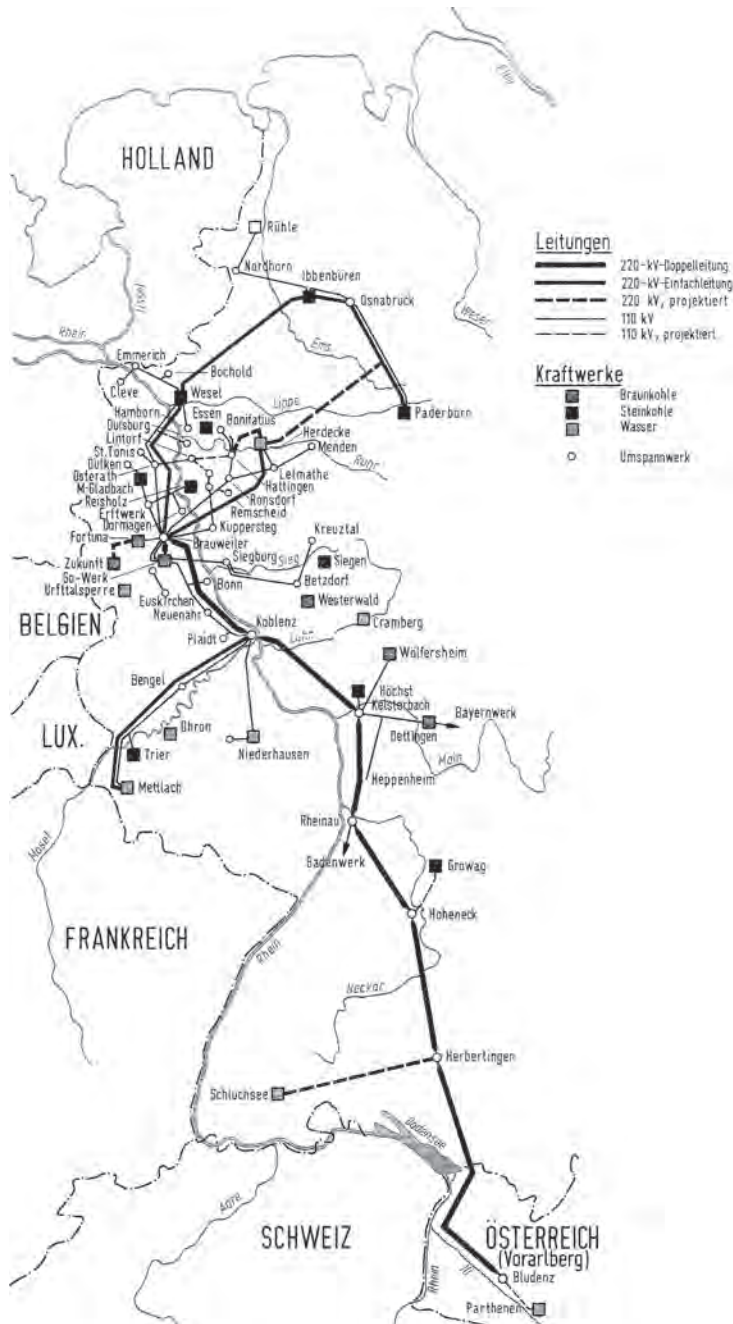 Elbe
HOLLAND
Rühle
Leitungen
Nordhorn
220-kV-Doppelleitung
Ibbenbüren
220-kV-Einfachleitung
Ijssel
Osnabrück
220 kV, projektiert
Weser
110 kV
Rhein
110 kV, projektiert
Ems
Emmerich
Bochold
Kraftwerke
Cleve
Wesel
Lippe
Braunkohle
Hamborn
Essen
Steinkohle
Duisburg
Bonifatius
Paderborn
Wasser
Lintorf
Herdecke
St.Tönis
Menden
Dülken
Ruhr
Umspannwerk
Osterath
Letmathe
M-Gladbach
Hattingen
Reisholz
Ronsdorf
Erftwerk
Remscheid
Dormagen
Kuppersteg
Kreuztal
Fortuna
Brauweiler
Siegburg
Sieg
Zukunft
Siegen
Go-Werk
Bonn
Betzdorf
Urfttalsperre
Euskirchen
Westerwald
BELGIEN
Neuenahr
Cramberg
Koblenz
Plaidt
Lahn
Wölfersheim
Bengel
Höchst
Kelsterbach
Bayernwerk
LUX.
Dhron
Dettingen
Trier
Niederhausen
Main
Heppenheim
Mettlach
Rheinau
Mosel
Badenwerk
Growag
Hoheneck
FRANKREICH
Rhein
Neckar
Herbertingen
Schluchsee
Bodensee
Aare
SCHWEIZ
ÖSTERREICH
(Vorarlberg)
Rhein
Ill
Bludenz
Parthenen